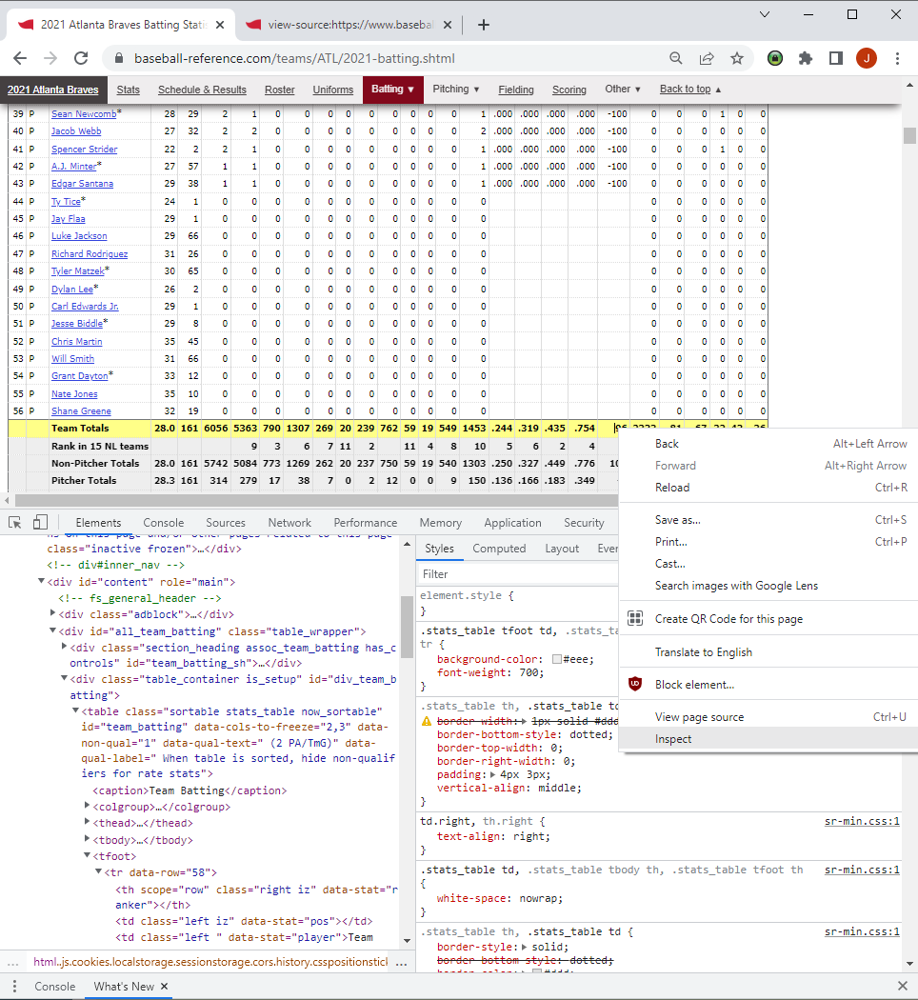 2021 Atlanta Braves Batting Stati
view-source:https://www.baseba
baseball-reference.com/teams/ATL/2021-batting.shtml
J
2021 Atlanta Braves Stats Schedule & Results Roster Uniforms Batting ▼ Pitching ▼ Fielding Scoring Other ▼ Back to top ▲
39 P Sean Newcomb* 28 29 2 1 0 0 0 0 0 0 0 0 0 1 .000 .000 .000 .000 -100 0 0 0 1 0 0
40 P Jacob Webb 27 32 2 2 0 0 0 0 0 0 0 0 0 2 .000 .000 .000 .000 -100 0 0 0 0 0 0
41 P Spencer Strider 22 2 2 1 0 0 0 0 0 0 0 0 0 1 .000 .000 .000 .000 -100 0 0 0 1 0 0
42 P A.J. Minter* 27 57 1 1 0 0 0 0 0 0 0 0 0 1 .000 .000 .000 .000 -100 0 0 0 0 0 0
43 P Edgar Santana 29 38 1 1 0 0 0 0 0 0 0 0 0 1 .000 .000 .000 .000 -100 0 0 0 0 0 0
44 P Ty Tice* 24 1 0 0 0 0 0 0 0 0 0 0 0 0 0 0 0 0 0 0
45 P Jay Flaa 29 1 0 0 0 0 0 0 0 0 0 0 0 0 0 0 0 0 0 0
46 P Luke Jackson 29 66 0 0 0 0 0 0 0 0 0 0 0 0 0 0 0 0 0 0
47 P Richard Rodriguez 31 26 0 0 0 0 0 0 0 0 0 0 0 0 0 0 0 0 0 0
48 P Tyler Matzek* 30 65 0 0 0 0 0 0 0 0 0 0 0 0 0 0 0 0 0 0
49 P Dylan Lee* 26 2 0 0 0 0 0 0 0 0 0 0 0 0 0 0 0 0 0 0
50 P Carl Edwards Jr. 29 1 0 0 0 0 0 0 0 0 0 0 0 0 0 0 0 0 0 0
51 P Jesse Biddle* 29 8 0 0 0 0 0 0 0 0 0 0 0 0 0 0 0 0 0 0
52 P Chris Martin 35 45 0 0 0 0 0 0 0 0 0 0 0 0 0 0 0 0 0 0
53 P Will Smith 31 66 0 0 0 0 0 0 0 0 0 0 0 0 0 0 0 0 0 0
54 P Grant Dayton* 33 12 0 0 0 0 0 0 0 0 0 0 0 0 0 0 0 0 0 0
55 P Nate Jones 35 10 0 0 0 0 0 0 0 0 0 0 0 0 0 0 0 0 0 0
56 P Shane Greene 32 19 0 0 0 0 0 0 0 0 0 0 0 0 0 0 0 0 0 0
Team Totals 28.0 161 6056 5363 790 1307 269 20 239 762 59 19 549 1453 .244 .319 .435 .754
Rank in 15 NL teams 9 3 6 7 11 2 11 4 8 10 5 6 2 4
Non-Pitcher Totals 28.0 161 5742 5084 773 1269 262 20 237 750 59 19 540 1303 .250 .327 .449 .776 10
Pitcher Totals 28.3 161 314 279 17 38 7 0 2 12 0 0 9 150 .136 .166 .183 .349
Back Alt+Left Arrow
Forward Alt+Right Arrow
Reload Ctrl+R
Save as... Ctrl+S
Print... Ctrl+P
Cast...
Search images with Google Lens
Create QR Code for this page
Translate to English
Block element...
View page source Ctrl+U
Inspect
Elements Console Sources Network Performance Memory Application Security
ns on this page and/or other pages related to this page"
class="inactive frozen">…</div>
<!-- div#inner_nav -->
▼<div id="content" role="main">
<!-- fs_general_header -->
▶<div class="adblock">…</div>
▼<div id="all_team_batting" class="table_wrapper">
▶<div class="section_heading assoc_team_batting has_c
ontrols" id="team_batting_sh">…</div>
▼<div class="table_container is_setup" id="div_team_b
atting">
▼<table class="sortable stats_table now_sortable"
id="team_batting" data-cols-to-freeze="2,3" data-
non-qual="1" data-qual-text=" (2 PA/TmG)" data-
qual-label=" When table is sorted, hide non-qualif
iers for rate stats">
<caption>Team Batting</caption>
▶<colgroup>…</colgroup>
▶<thead>…</thead>
▶<tbody>…</tbody>
▼<tfoot>
▼<tr data-row="58">
<th scope="row" class="right iz" data-stat="r
anker"></th>
<td class="left iz" data-stat="pos"></td>
<td class="left " data-stat="player">Team
... html.js.cookies.localstorage.sessionstorage.cors.history.csspositionsticl ...
Styles Computed Layout Ever
Filter
element.style {
}
.stats_table tfoot td, .stats_ta
tr {
background-color: #eee;
font-weight: 700;
}
.stats_table th, .stats_table td
border-width:▶ 1px solid #ddd
border-bottom-style: dotted;
border-top-width: 0;
border-right-width: 0;
padding:▶ 4px 3px;
vertical-align: middle;
}
td.right, th.right { sr-min.css:1
text-align: right;
}
.stats_table td, .stats_table tbody th, .stats_table tfoot th sr-min.css:1
{
white-space: nowrap;
}
.stats_table th, .stats_table td { sr-min.css:1
border-style:▶ solid;
border-bottom-style: dotted;
border-color:▶ #ddd;
Console What's New